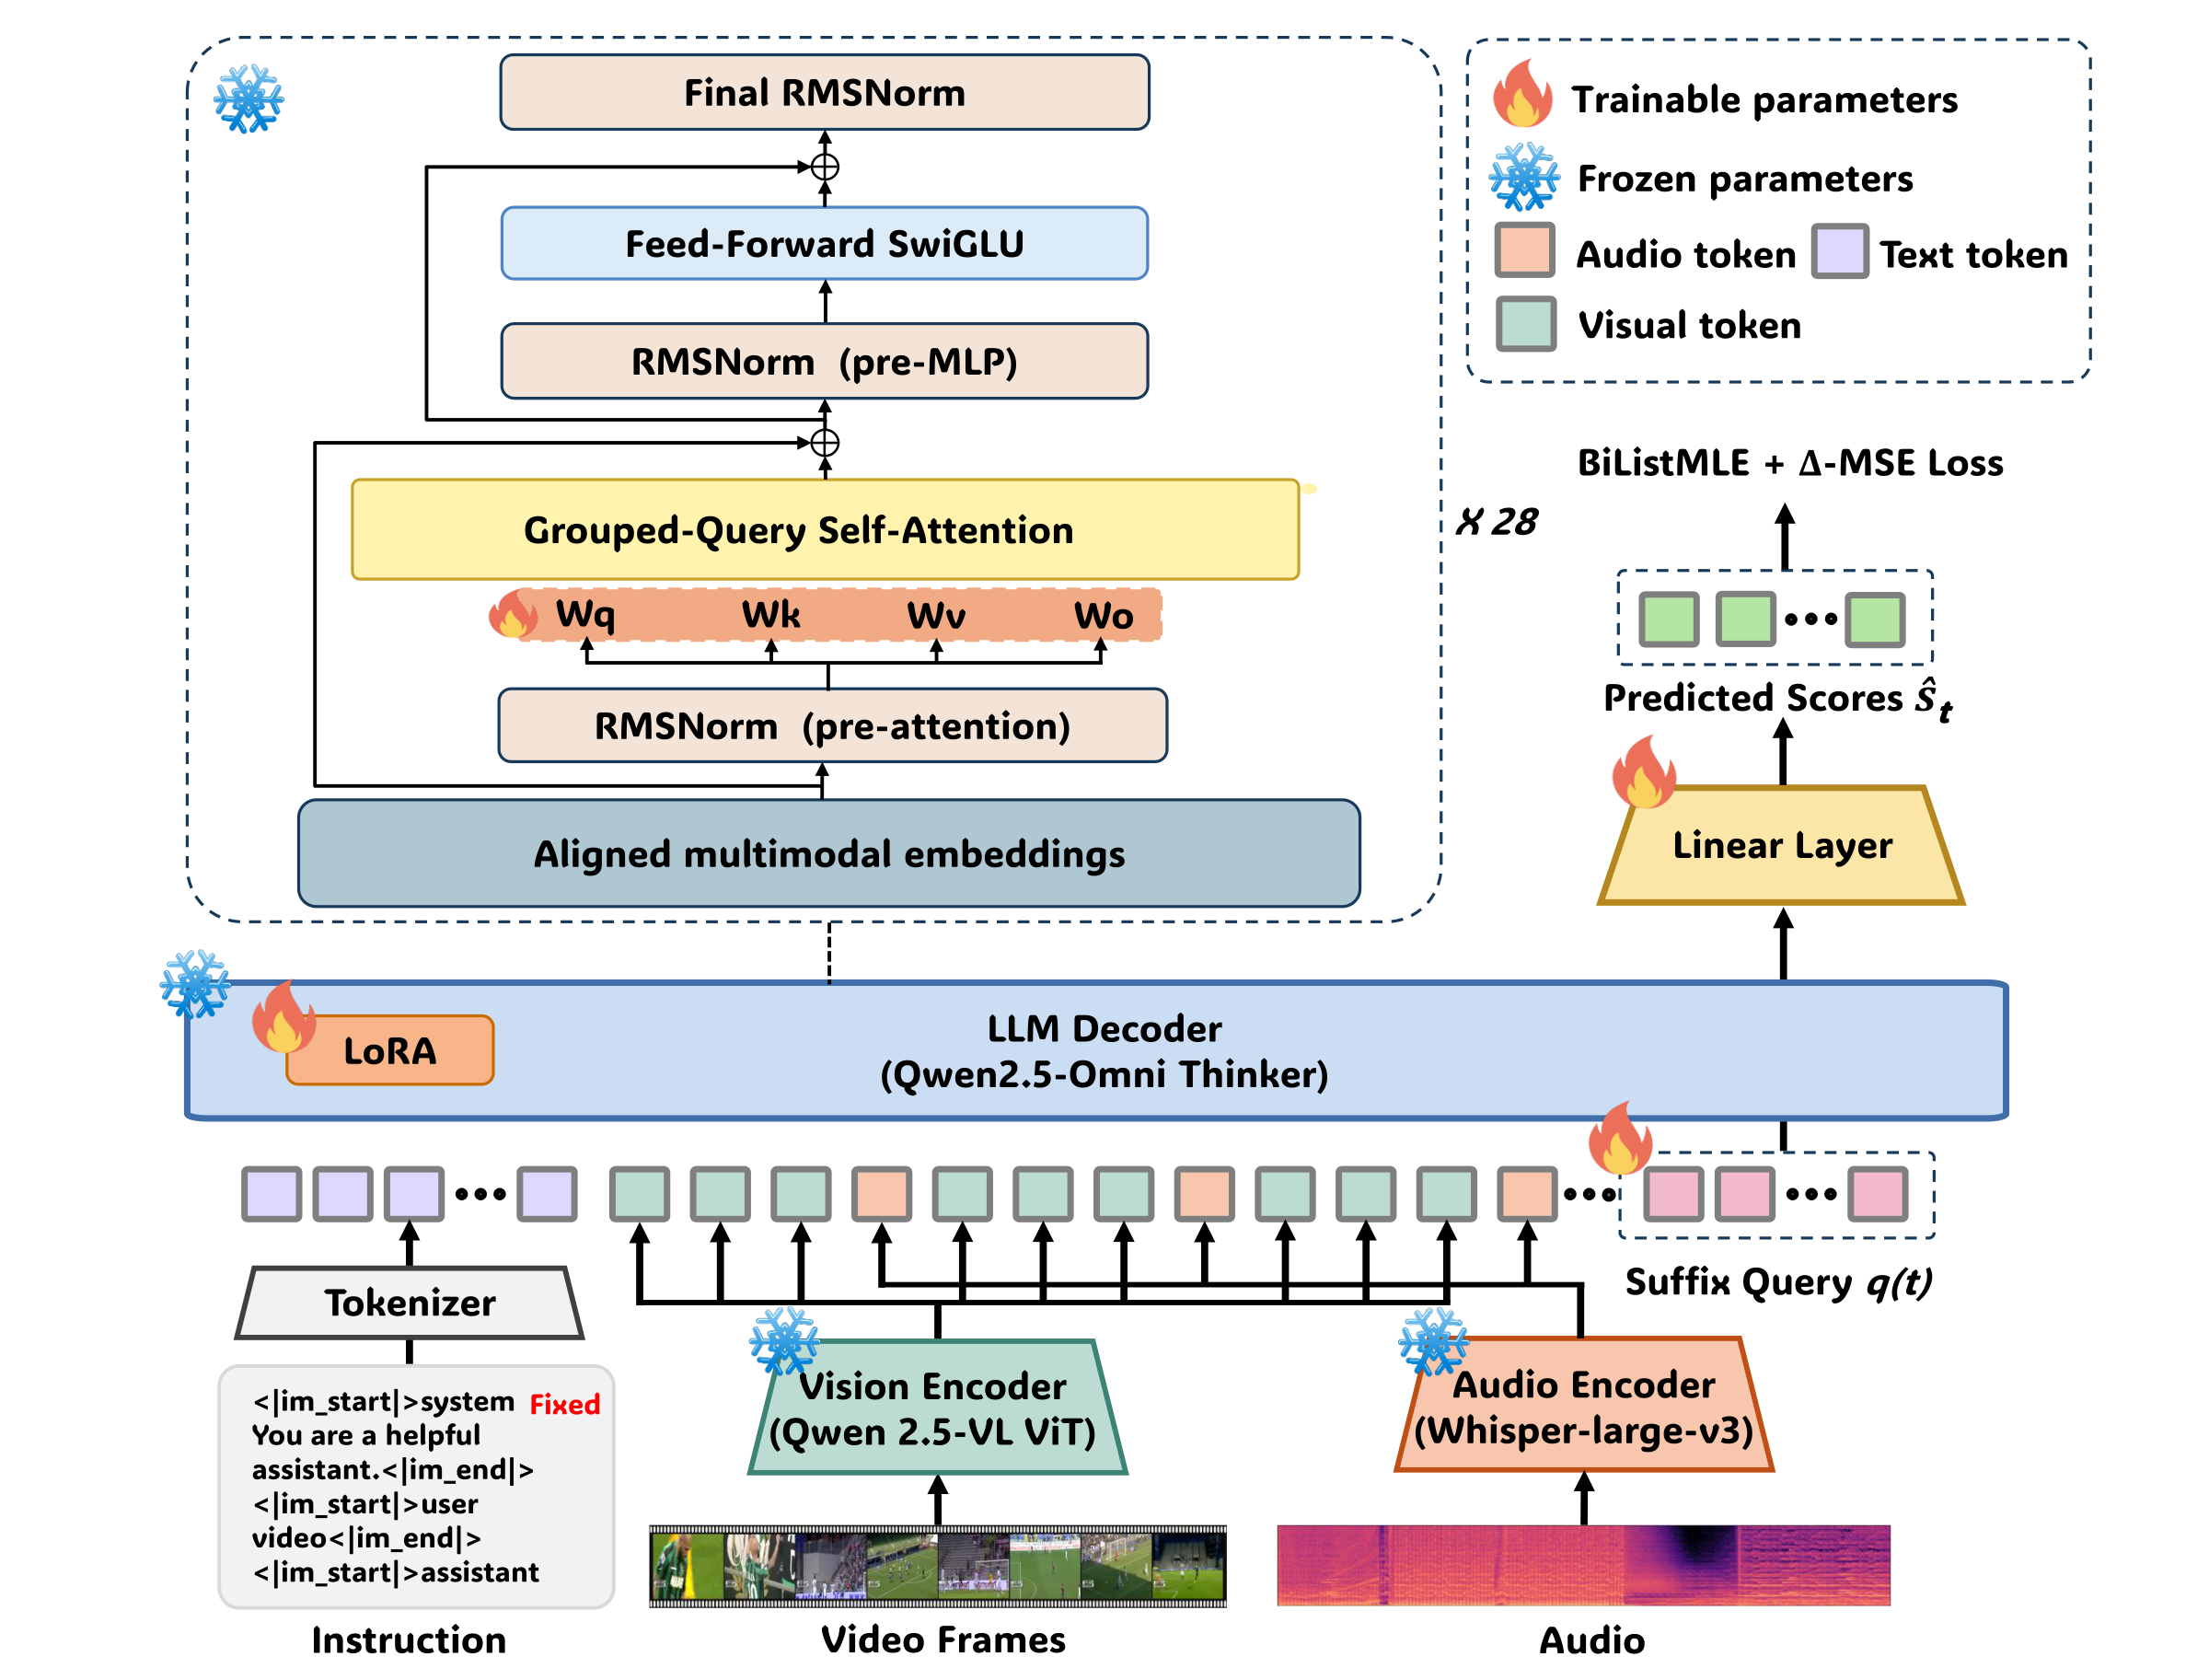 Final RMSNorm
Feed-Forward SwiGLU
RMSNorm (pre-MLP)
Grouped-Query Self-Attention
Wq Wk Wv Wo
RMSNorm (pre-attention)
Aligned multimodal embeddings
X 28
Trainable parameters
Frozen parameters
Audio token Text token
Visual token
BiListMLE + Δ-MSE Loss
Predicted Scores ŝt
Linear Layer
LoRA
LLM Decoder
(Qwen2.5-Omni Thinker)
Suffix Query q(t)
Tokenizer
<|im_start|>system Fixed
You are a helpful
assistant.<|im_end|>
<|im_start|>user
video<|im_end|>
<|im_start|>assistant
Instruction
Vision Encoder
(Qwen 2.5-VL ViT)
Video Frames
Audio Encoder
(Whisper-large-v3)
Audio